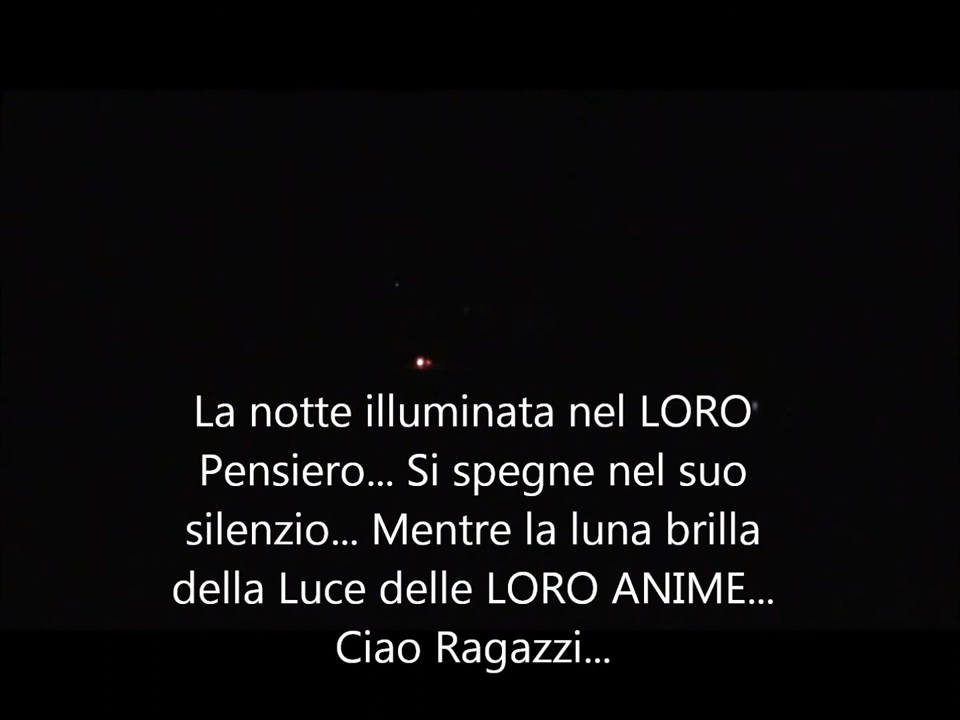 La notte illuminata nel LORO
Pensiero... Si spegne nel suo
silenzio... Mentre la luna brilla
della Luce delle LORO ANIME...
Ciao Ragazzi...